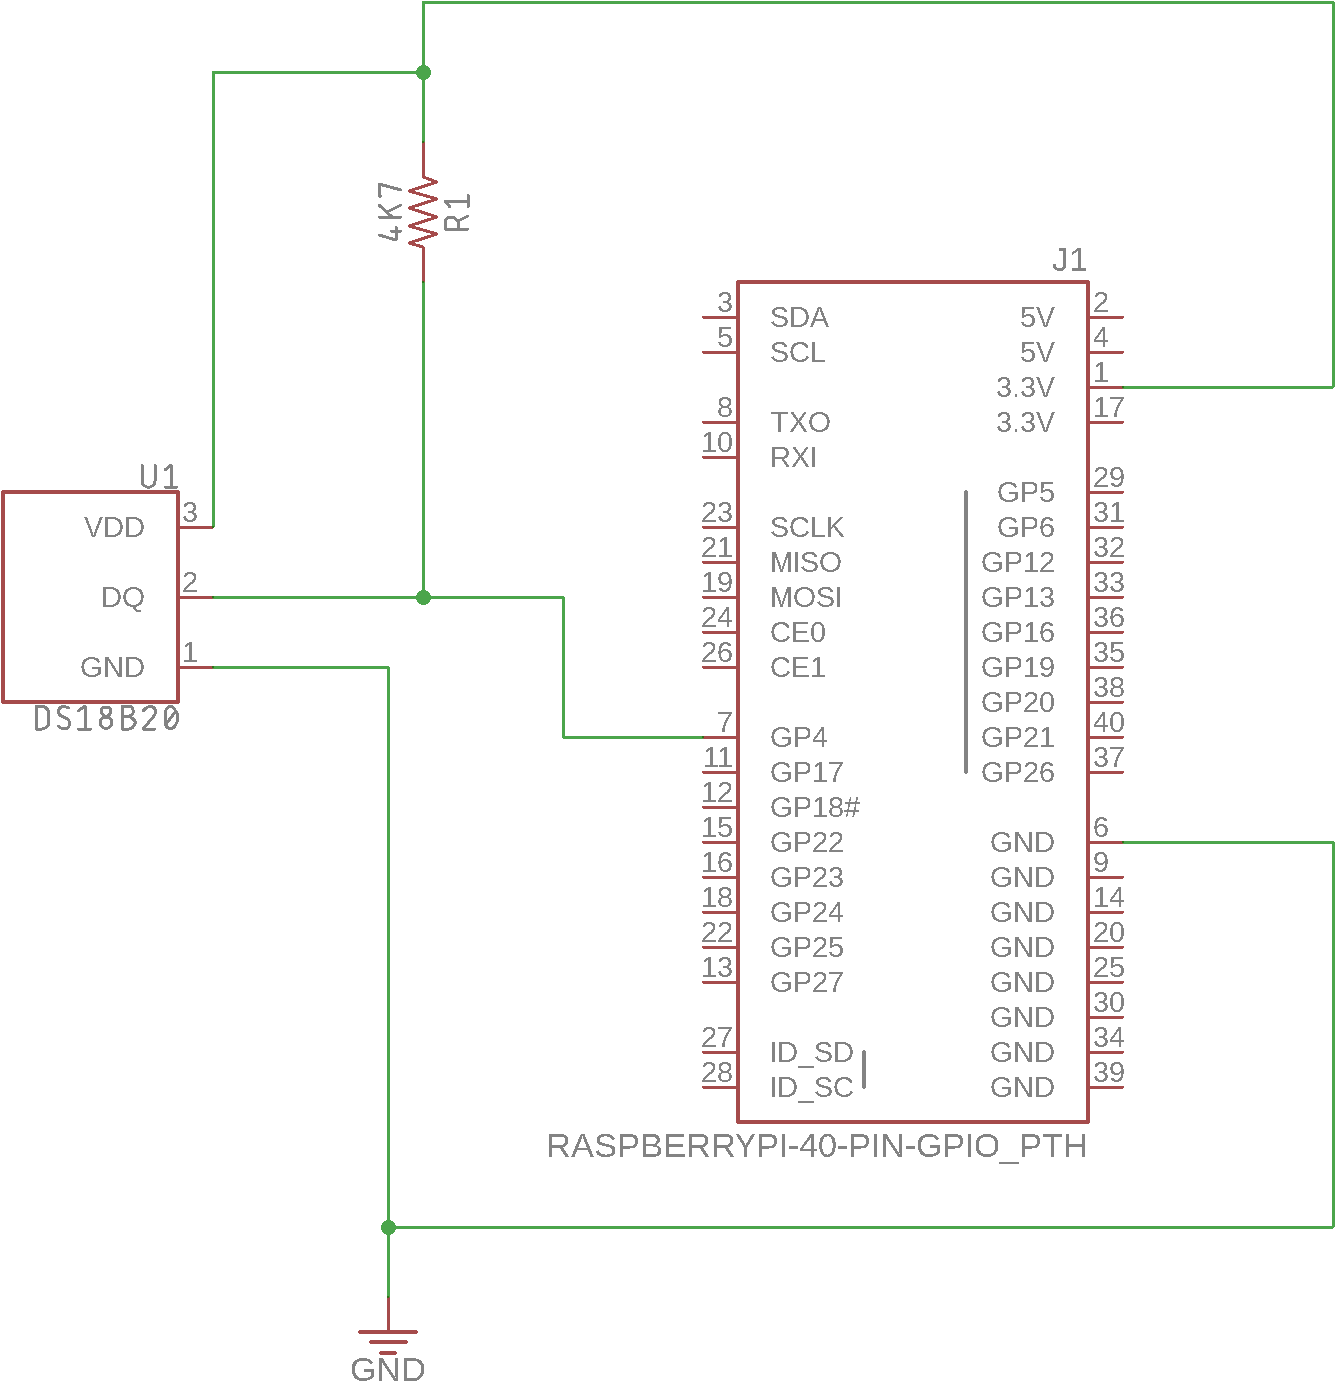 4K7
R1
U1
VDD 3
DQ 2
GND 1
DS18B20
J1
3 SDA 5V 2
5 SCL 5V 4
3.3V 1
8 TXO 3.3V 17
10 RXI
GP5 29
23 SCLK GP6 31
21 MISO GP12 32
19 MOSI GP13 33
24 CE0 GP16 36
26 CE1 GP19 35
GP20 38
7 GP4 GP21 40
11 GP17 GP26 37
12 GP18#
15 GP22 GND 6
16 GP23 GND 9
18 GP24 GND 14
22 GP25 GND 20
13 GP27 GND 25
GND 30
27 ID_SD GND 34
28 ID_SC GND 39
RASPBERRYPI-40-PIN-GPIO_PTH
GND